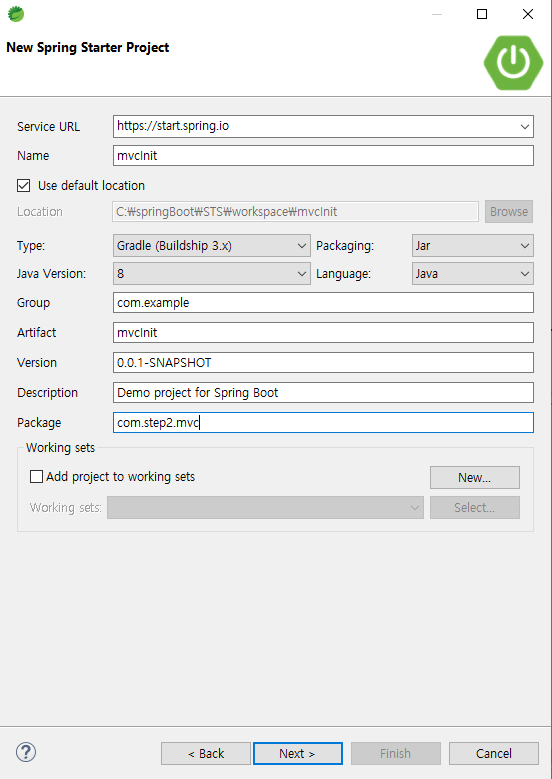 New Spring Starter Project
Service URL https://start.spring.io
Name mvcInit
Use default location
Location C:₩springBoot₩STS₩workspace₩mvcInit Browse
Type: Gradle (Buildship 3.x) Packaging: Jar
Java Version: 8 Language: Java
Group com.example
Artifact mvcInit
Version 0.0.1-SNAPSHOT
Description Demo project for Spring Boot
Package com.step2.mvc
Working sets
Add project to working sets New...
Working sets: Select...
? < Back Next > Finish Cancel